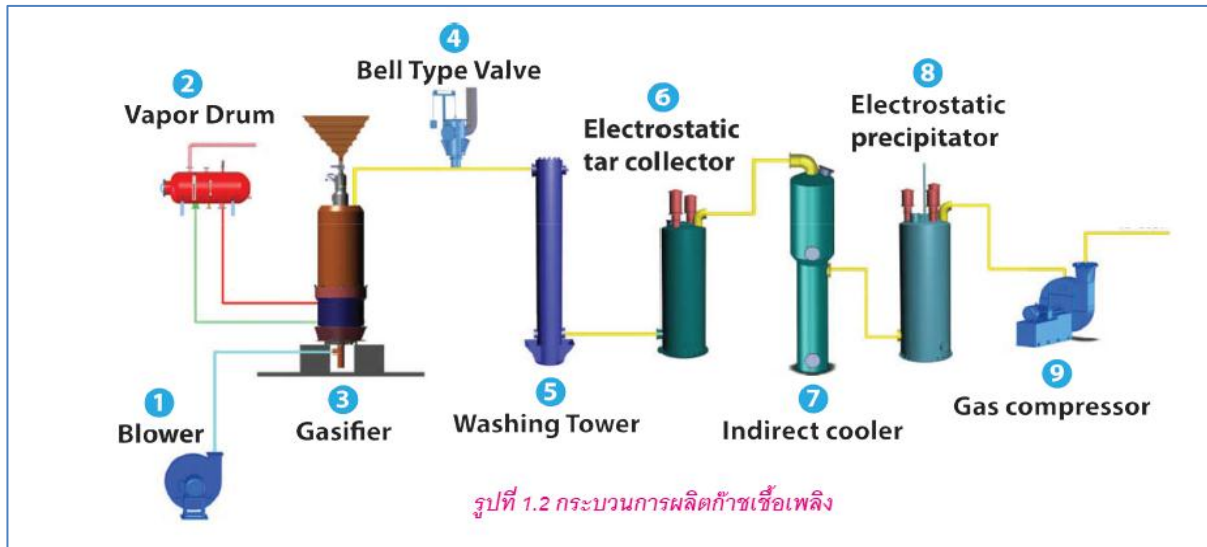 1
Blower
2
Vapor Drum
3
Gasifier
4
Bell Type Valve
5
Washing Tower
6
Electrostatic
tar collector
7
Indirect cooler
8
Electrostatic
precipitator
9
Gas compressor
รูปที่ 1.2 กระบวนการผลิตก๊าซเชื้อเพลิง